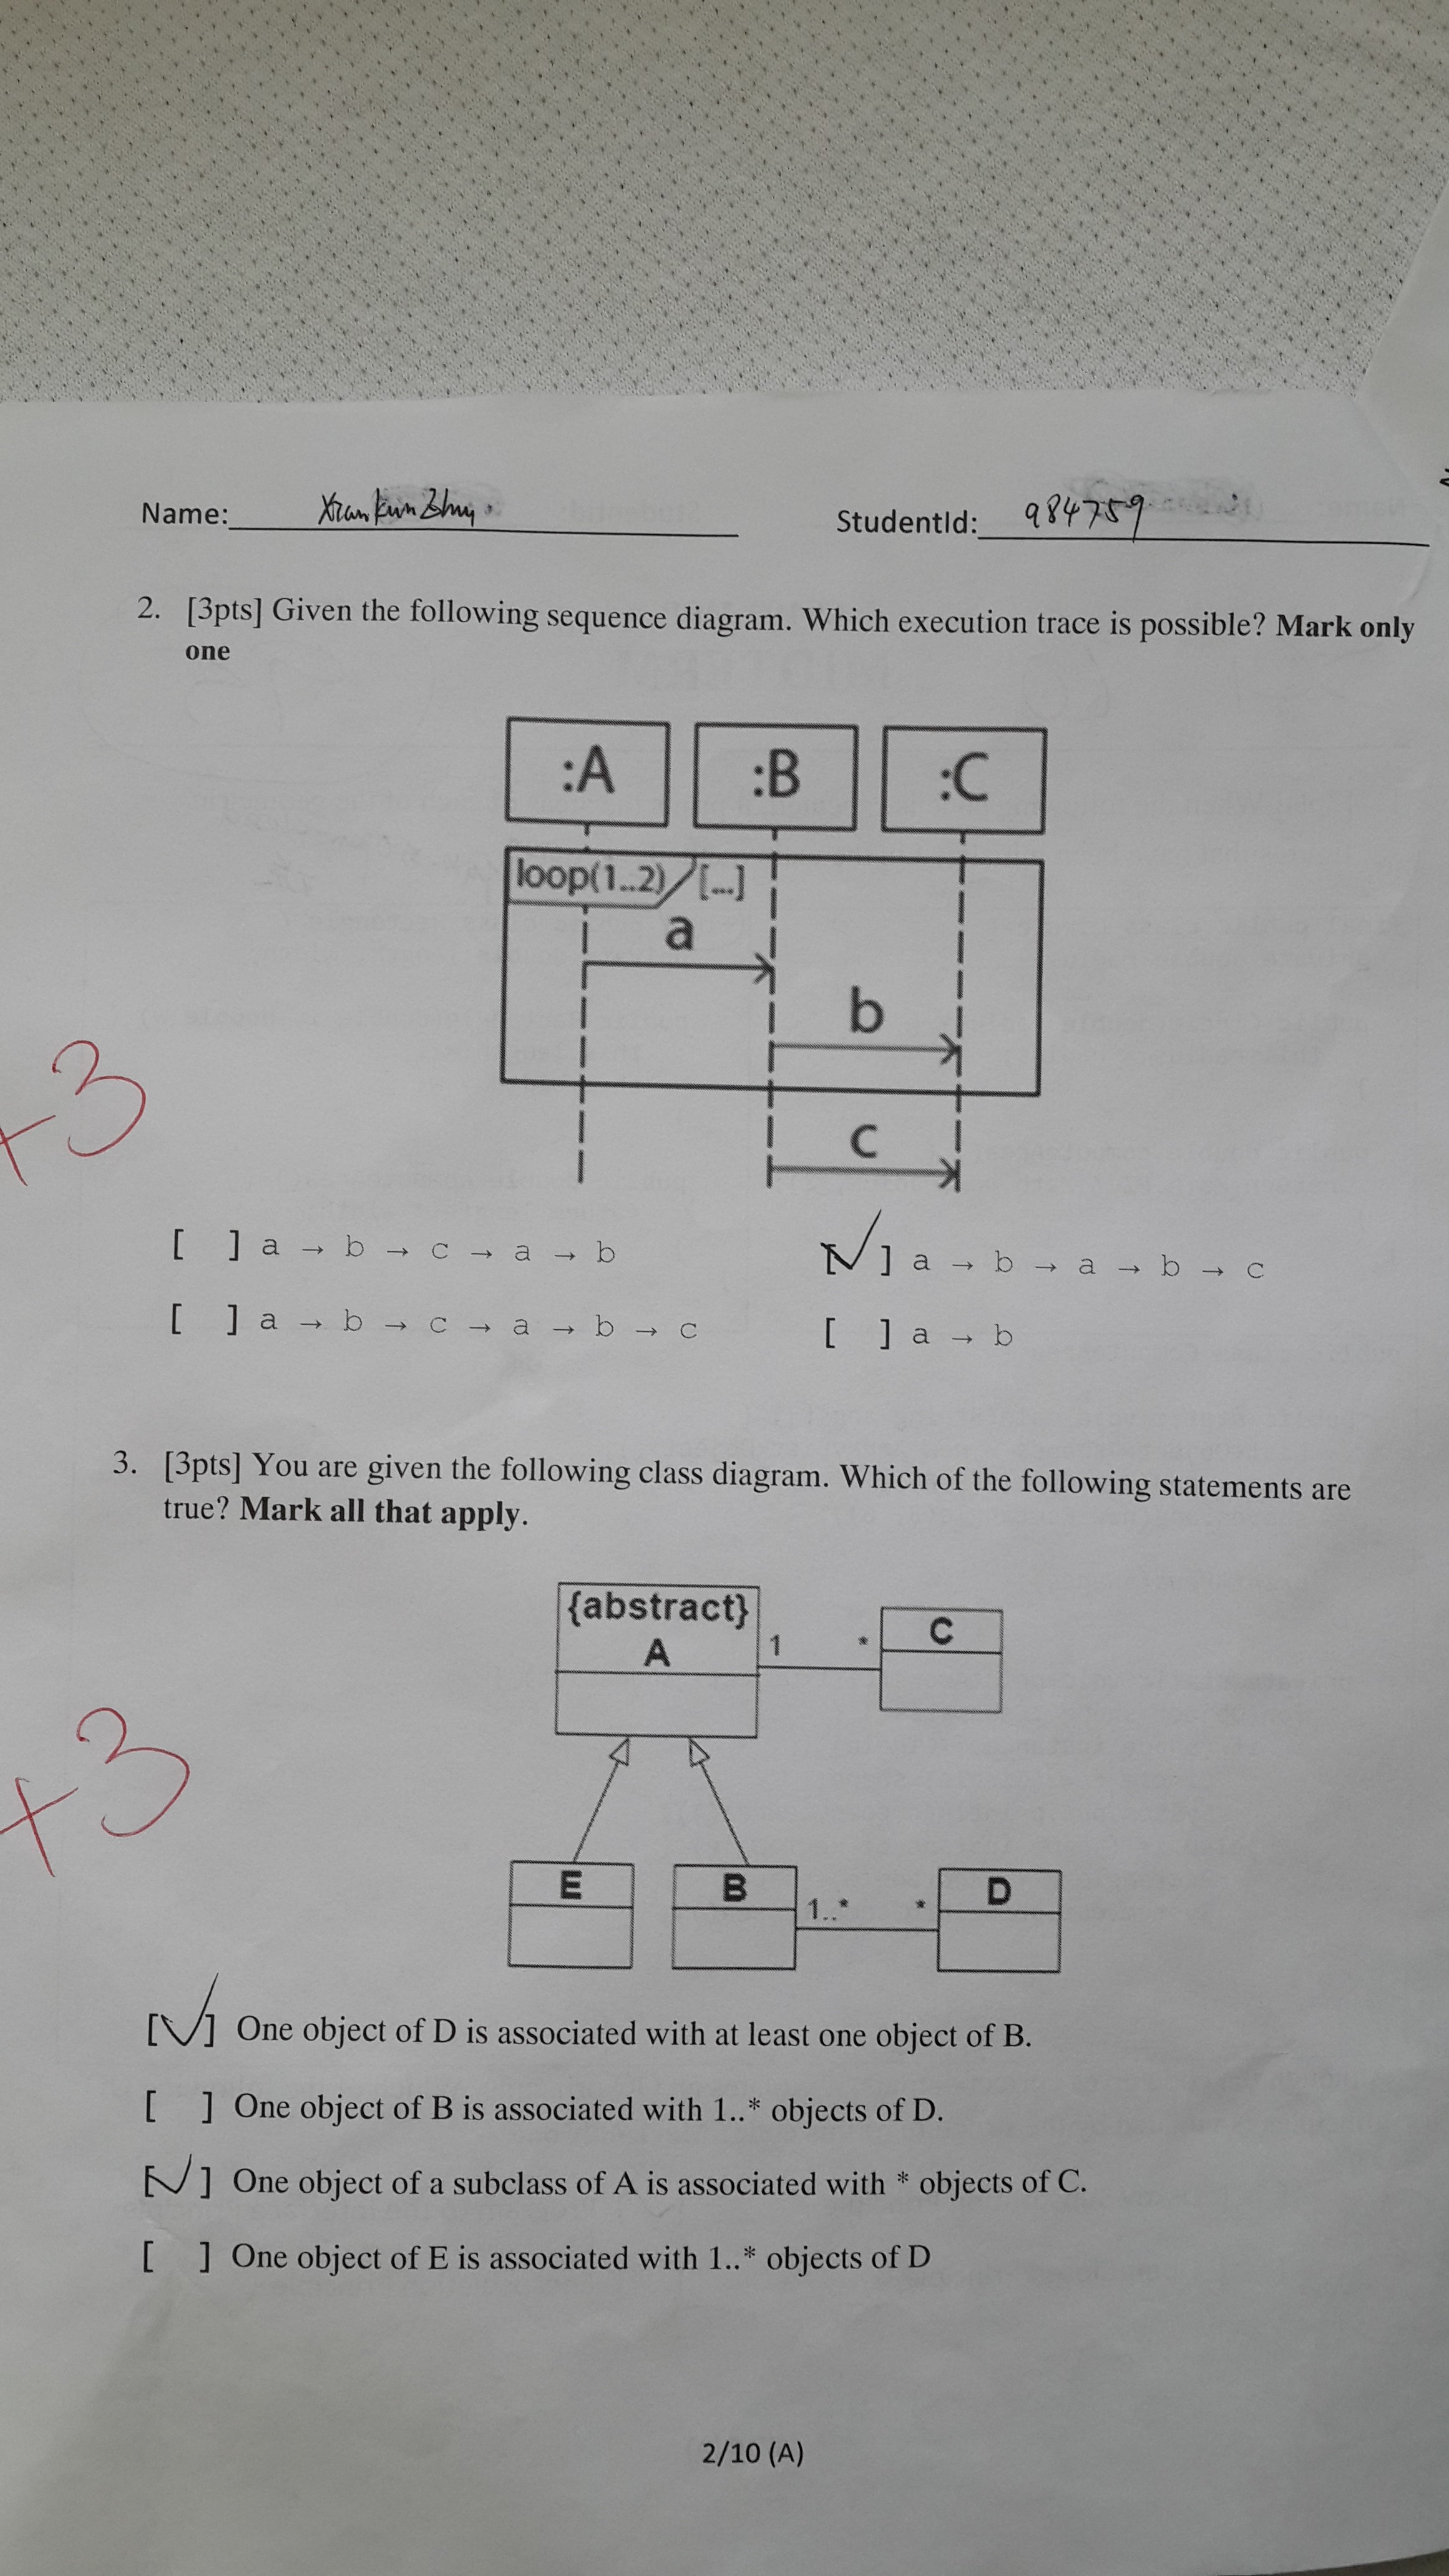 Name: StudentId: 984759
2. [3pts] Given the following sequence diagram. Which execution trace is possible? Mark only
one
:A :B :C
loop(1..2) [...]
a
b
c
+3
[ ] a → b → c → a → b
[✓] a → b → a → b → c
[ ] a → b → c → a → b → c
[ ] a → b
3. [3pts] You are given the following class diagram. Which of the following statements are
true? Mark all that apply.
{abstract}
A
1 *
C
+3
E B D
1..* *
[✓] One object of D is associated with at least one object of B.
[ ] One object of B is associated with 1..* objects of D.
[✓] One object of a subclass of A is associated with * objects of C.
[ ] One object of E is associated with 1..* objects of D
2/10 (A)